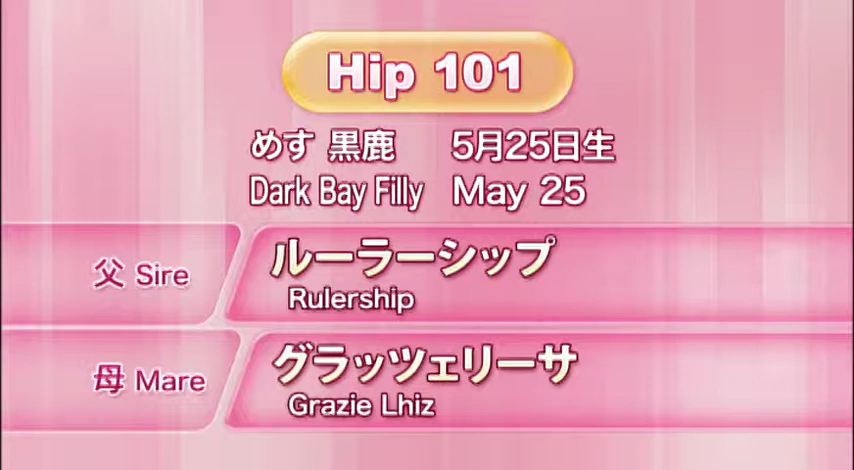 Hip 101
めす 黒鹿 5月25日生
Dark Bay Filly May 25
父 Sire
ルーラーシップ
Rulership
母 Mare
グラッツェリーサ
Grazie Lhiz